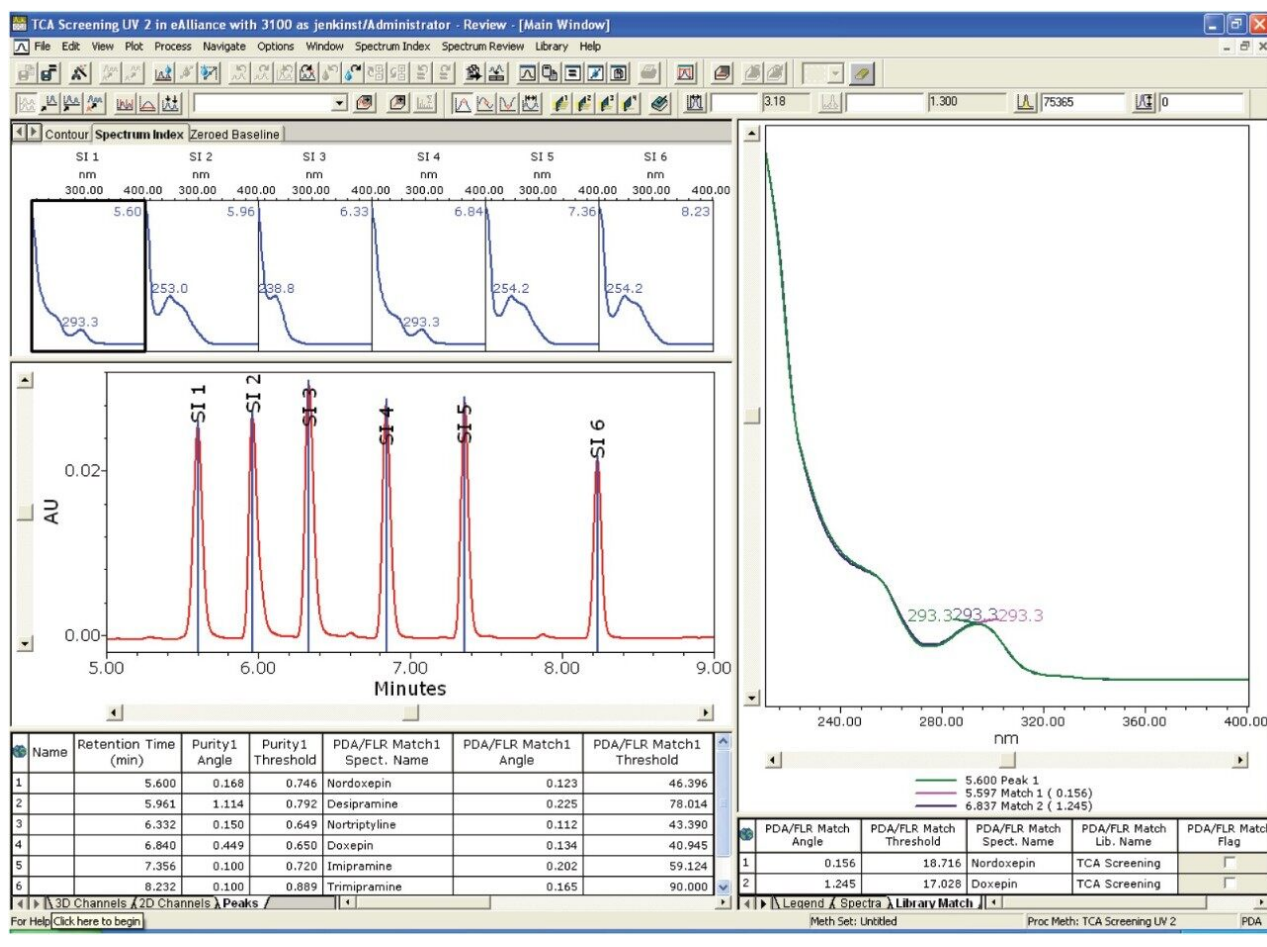 TCA Screening UV 2 in eAlliance with 3100 as jenkinst/Administrator - Review - [Main Window]
File Edit View Plot Process Navigate Options Window Spectrum Index Spectrum Review Library Help
3.18 1.300 75365 0
Contour Spectrum Index Zeroed Baseline
SI 1 SI 2 SI 3 SI 4 SI 5 SI 6
nm nm nm nm nm nm
300.00 400.00 300.00 400.00 300.00 400.00 300.00 400.00 300.00 400.00 300.00 400.00
5.60 5.96 6.33 6.84 7.36 8.23
293.3 253.0 238.8 293.3 254.2 254.2
SI 1 SI 2 SI 3 SI 4 SI 5 SI 6
0.02
AU
0.00
5.00 6.00 7.00 8.00 9.00
Minutes
Name Retention Time (min) Purity1 Angle Purity1 Threshold PDA/FLR Match1 Spect. Name PDA/FLR Match1 Angle PDA/FLR Match1 Threshold
1 5.600 0.168 0.746 Nordoxepin 0.123 46.396
2 5.961 1.114 0.792 Desipramine 0.225 78.014
3 6.332 0.150 0.649 Nortriptyline 0.112 43.390
4 6.840 0.449 0.650 Doxepin 0.134 40.945
5 7.356 0.100 0.720 Imipramine 0.202 59.124
6 8.232 0.100 0.889 Trimipramine 0.165 90.000
3D Channels 2D Channels Peaks
293.3 293.3 293.3
240.00 280.00 320.00 360.00 400.00
nm
5.600 Peak 1
5.597 Match 1 ( 0.156)
6.837 Match 2 ( 1.245)
PDA/FLR Match Angle PDA/FLR Match Threshold PDA/FLR Match Spect. Name PDA/FLR Match Lib. Name PDA/FLR Match Flag
1 0.156 18.716 Nordoxepin TCA Screening
2 1.245 17.028 Doxepin TCA Screening
Legend Spectra Library Match
For Help Click here to begin Meth Set: Untitled Proc Meth: TCA Screening UV 2 PDA